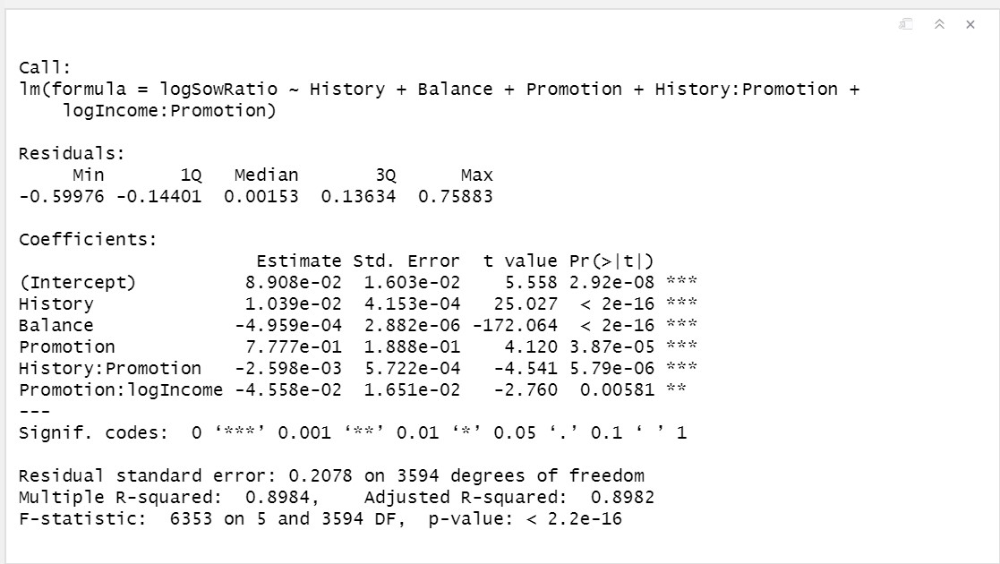 Call:
lm(formula = logSowRatio ~ History + Balance + Promotion + History:Promotion +
    logIncome:Promotion)

Residuals:
     Min       1Q   Median       3Q      Max
-0.59976 -0.14401  0.00153  0.13634  0.75883

Coefficients:
                      Estimate Std. Error  t value Pr(>|t|)
(Intercept)          8.908e-02  1.603e-02    5.558 2.92e-08 ***
History              1.039e-02  4.153e-04   25.027  < 2e-16 ***
Balance             -4.959e-04  2.882e-06 -172.064  < 2e-16 ***
Promotion            7.777e-01  1.888e-01    4.120 3.87e-05 ***
History:Promotion   -2.598e-03  5.722e-04   -4.541 5.79e-06 ***
Promotion:logIncome -4.558e-02  1.651e-02   -2.760  0.00581 **
---
Signif. codes:  0 ‘***’ 0.001 ‘**’ 0.01 ‘*’ 0.05 ‘.’ 0.1 ‘ ’ 1

Residual standard error: 0.2078 on 3594 degrees of freedom
Multiple R-squared:  0.8984,    Adjusted R-squared:  0.8982
F-statistic:  6353 on 5 and 3594 DF,  p-value: < 2.2e-16